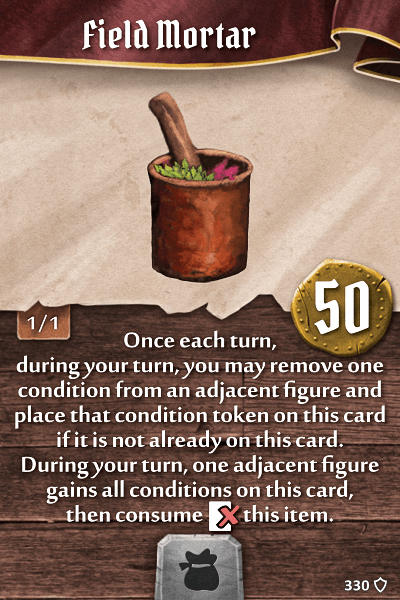 Field Mortar
1/1
50
Once each turn,
during your turn, you may remove one
condition from an adjacent figure and
place that condition token on this card
if it is not already on this card.
During your turn, one adjacent figure
gains all conditions on this card,
then consume this item.
330